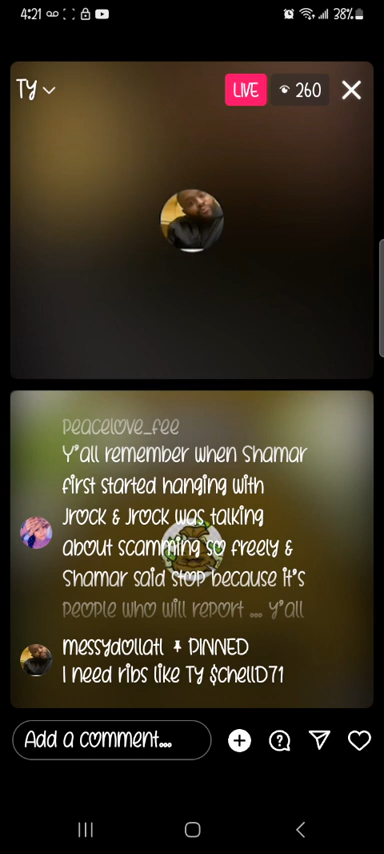 4:21
38%
TY
LIVE
260
Peacelove_fee
Y'all remember when Shamar
first started hanging with
Jrock & Jrock was talking
about scamming so freely &
Shamar said stop because it's
people who will report ... y'all
messydollatl PINNED
I need ribs like Ty $chellD71
Add a comment...